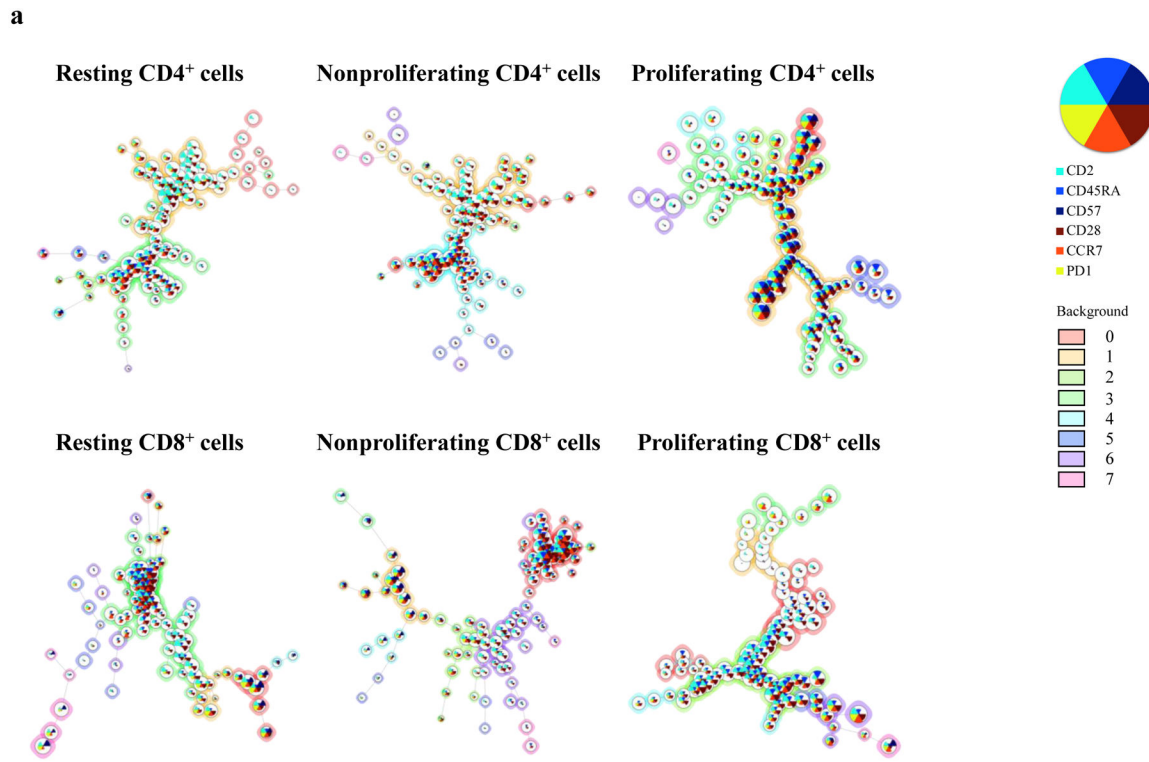 a
Resting CD4+ cells
Nonproliferating CD4+ cells
Proliferating CD4+ cells
CD2
CD45RA
CD57
CD28
CCR7
PD1
Background
0
1
2
3
4
5
6
7
Resting CD8+ cells
Nonproliferating CD8+ cells
Proliferating CD8+ cells